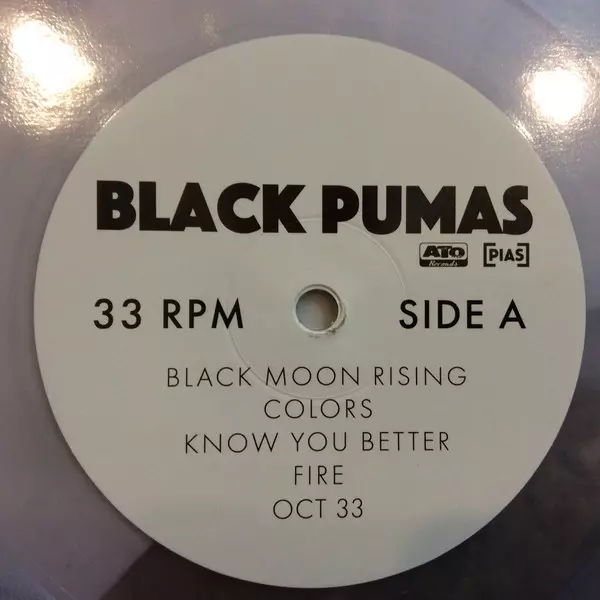 BLACK PUMAS
ATO Records [PIAS]
33 RPM SIDE A
BLACK MOON RISING
COLORS
KNOW YOU BETTER
FIRE
OCT 33